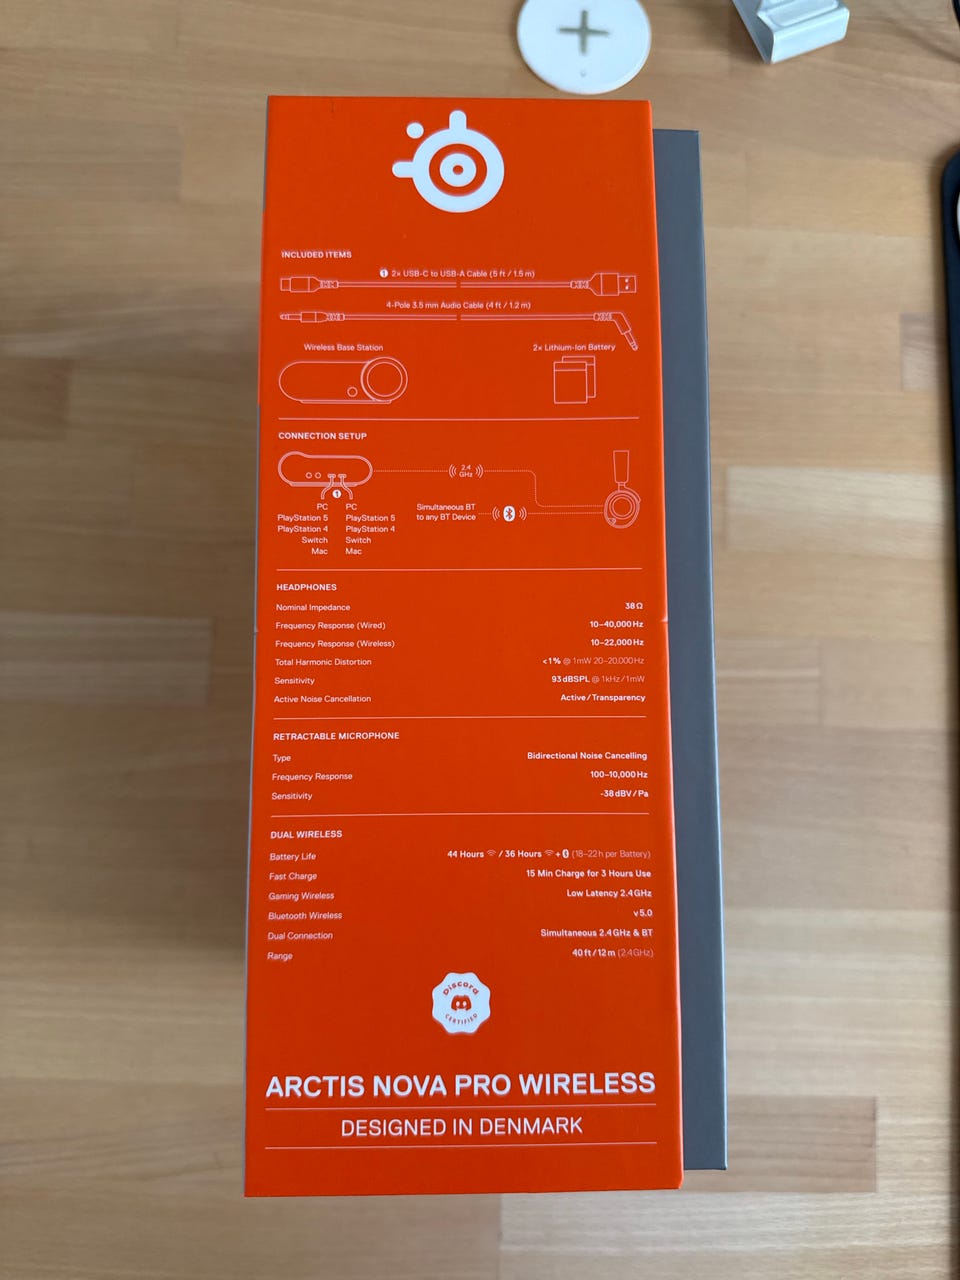 INCLUDED ITEMS
1 2× USB-C to USB-A Cable (5 ft / 1.5 m)
4-Pole 3.5 mm Audio Cable (4 ft / 1.2 m)
Wireless Base Station 2× Lithium-Ion Battery
CONNECTION SETUP
2.4
GHz
1
PC PC
PlayStation 5 PlayStation 5
PlayStation 4 PlayStation 4
Switch Switch
Mac Mac
Simultaneous BT
to any BT Device
HEADPHONES
Nominal Impedance 38 Ω
Frequency Response (Wired) 10–40,000 Hz
Frequency Response (Wireless) 10–22,000 Hz
Total Harmonic Distortion <1% @ 1mW 20–20,000 Hz
Sensitivity 93 dBSPL @ 1kHz/1mW
Active Noise Cancellation Active/Transparency
RETRACTABLE MICROPHONE
Type Bidirectional Noise Cancelling
Frequency Response 100–10,000 Hz
Sensitivity -38 dBV/Pa
DUAL WIRELESS
Battery Life 44 Hours / 36 Hours + (18–22 h per Battery)
Fast Charge 15 Min Charge for 3 Hours Use
Gaming Wireless Low Latency 2.4 GHz
Bluetooth Wireless v 5.0
Dual Connection Simultaneous 2.4 GHz & BT
Range 40 ft/12 m (2.4 GHz)
Discord
CERTIFIED
ARCTIS NOVA PRO WIRELESS
DESIGNED IN DENMARK